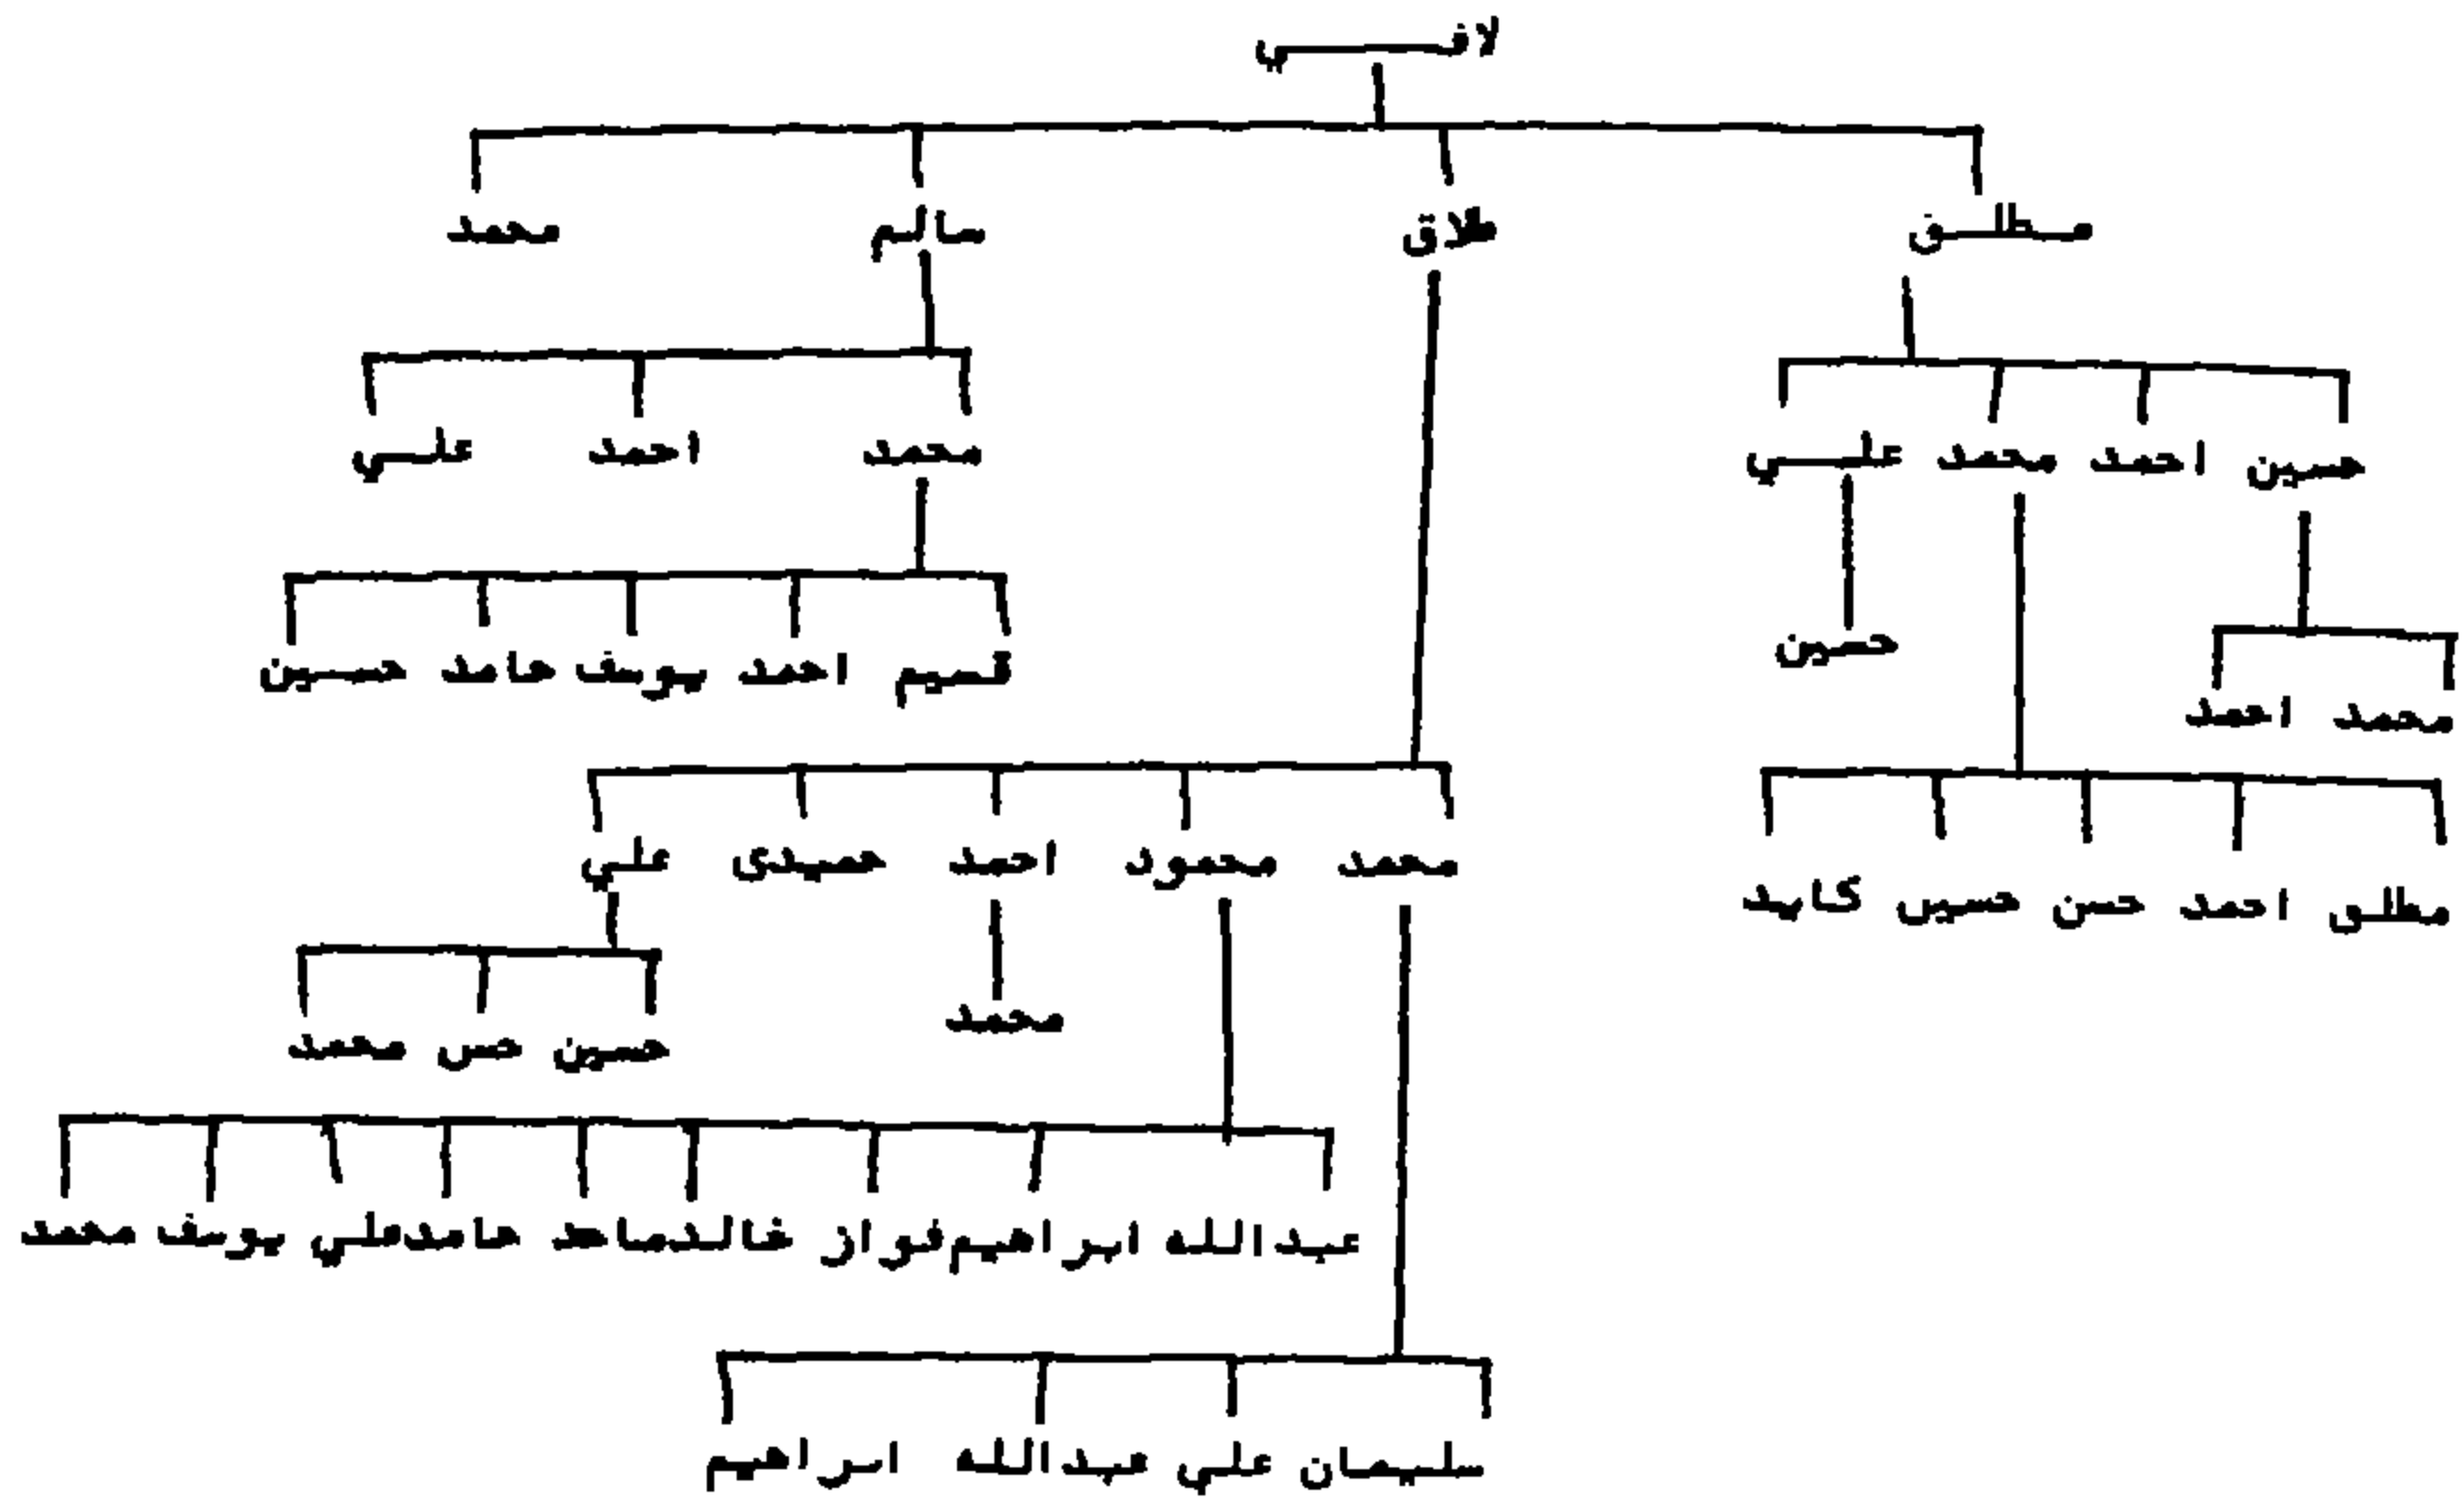 لافي
مطلق طلاق سالم محمد
حسين احمد محمد علي محمد احمد علي
حسين قسيم احمد يوسف حامد حسين
محمد احمد
محمد محمود احمد حميدي علي
مطلق احمد حسن حسين كايد
محمد
حسين حسن محمد
عبدالله ابراهيم فواز خالد ماجد حامد علي يوسف محمد
سليمان علي عبدالله ابراهيم